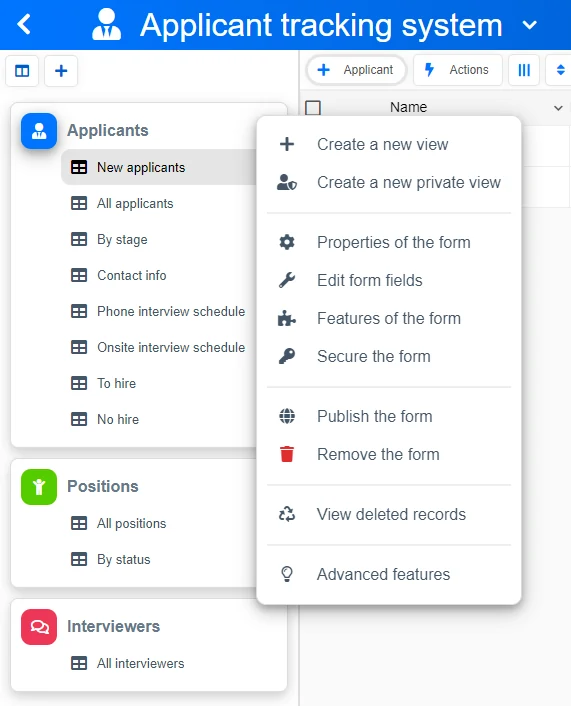 Applicant tracking system
Applicant
Actions
Name
Applicants
New applicants
All applicants
By stage
Contact info
Phone interview schedule
Onsite interview schedule
To hire
No hire
Positions
All positions
By status
Interviewers
All interviewers
Create a new view
Create a new private view
Properties of the form
Edit form fields
Features of the form
Secure the form
Publish the form
Remove the form
View deleted records
Advanced features